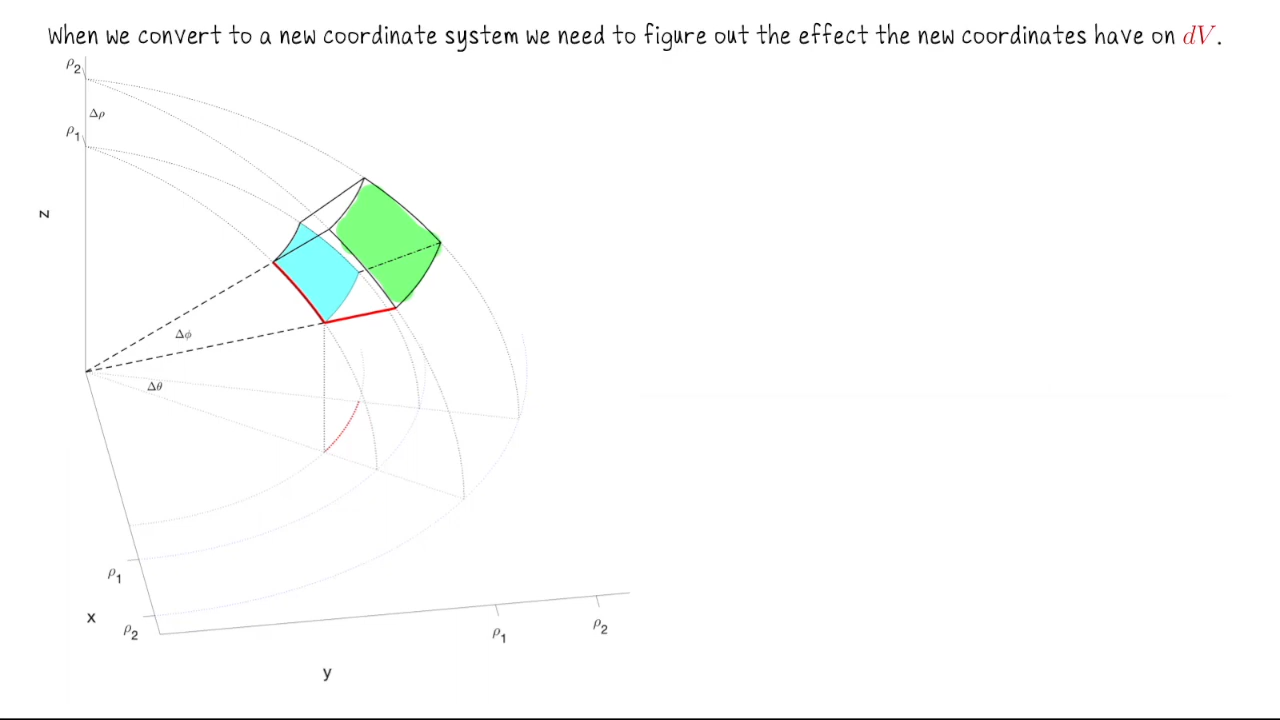 When we convert to a new coordinate system we need to figure out the effect the new coordinates have on dV.
ρ₂
Δρ
ρ₁
z
Δϕ
Δθ
ρ₁
x
ρ₂
ρ₁
ρ₂
y